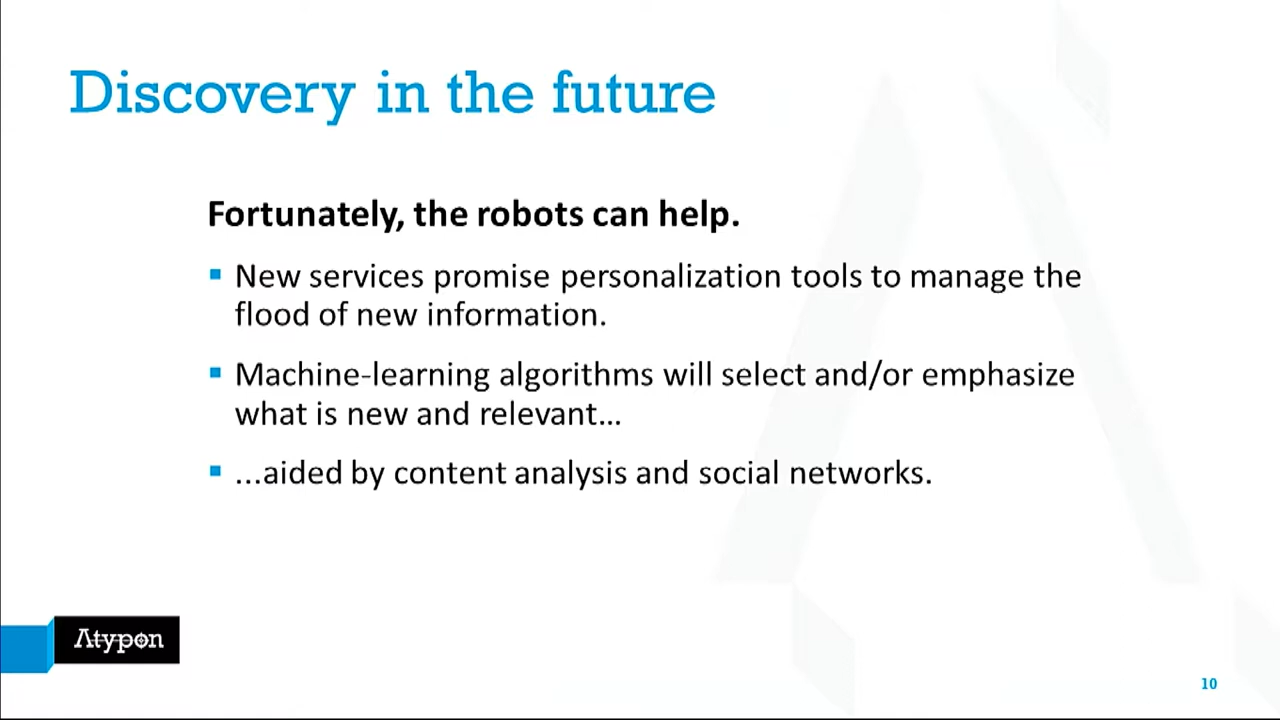 Discovery in the future
Fortunately, the robots can help.
New services promise personalization tools to manage the
flood of new information.
Machine-learning algorithms will select and/or emphasize
what is new and relevant…
…aided by content analysis and social networks.
Atypon
10